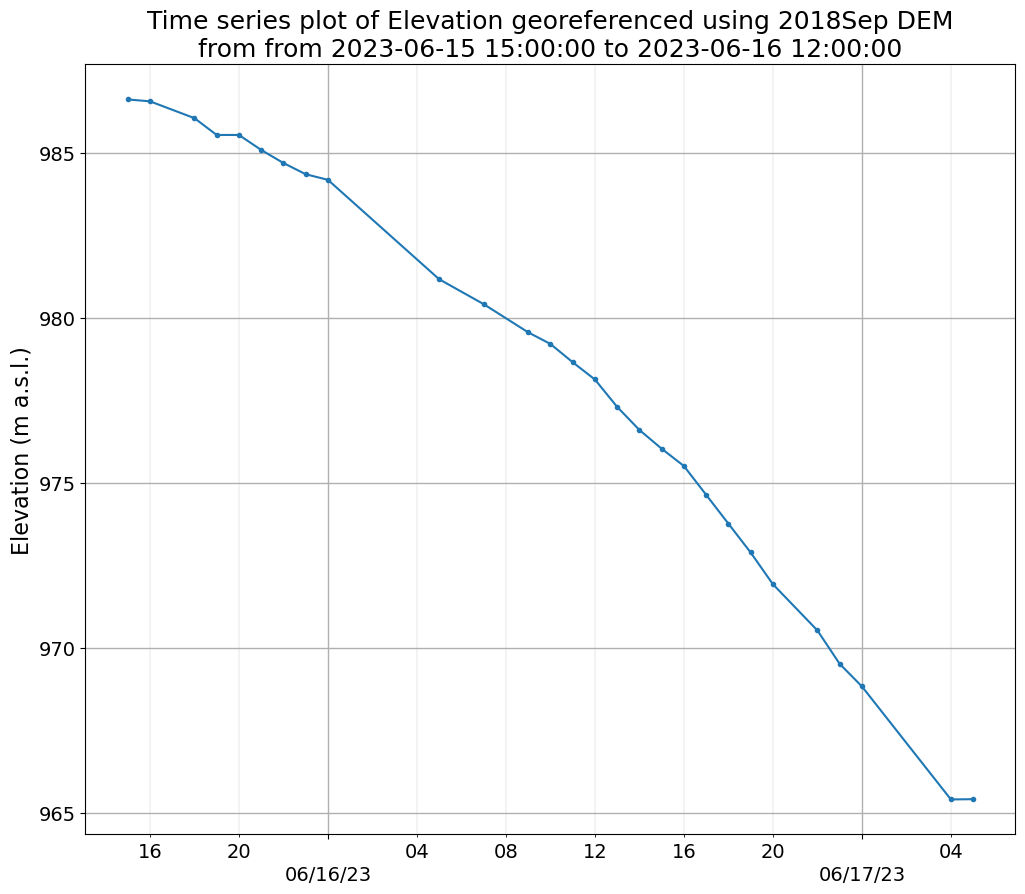 Time series plot of Elevation georeferenced using 2018Sep DEM
from from 2023-06-15 15:00:00 to 2023-06-16 12:00:00
985
980
975
970
965
Elevation (m a.s.l.)
16 20 04 08 12 16 20 04
06/16/23 06/17/23